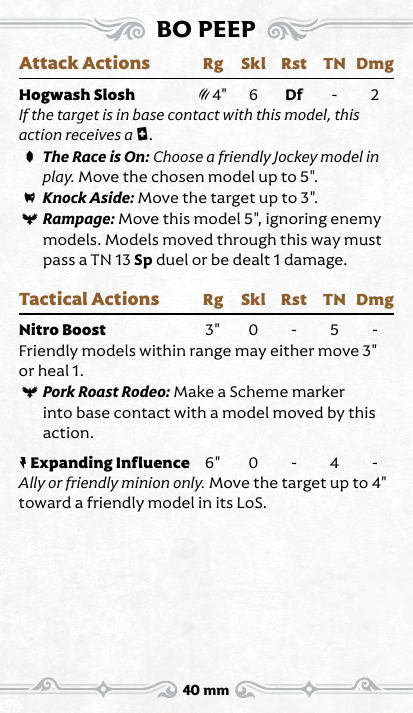 BO PEEP
Attack Actions Rg Skl Rst TN Dmg
Hogwash Slosh 4" 6 Df - 2
If the target is in base contact with this model, this
action receives a .
The Race is On: Choose a friendly Jockey model in
play. Move the chosen model up to 5".
Knock Aside: Move the target up to 3".
Rampage: Move this model 5", ignoring enemy
models. Models moved through this way must
pass a TN 13 Sp duel or be dealt 1 damage.
Tactical Actions Rg Skl Rst TN Dmg
Nitro Boost 3" 0 - 5 -
Friendly models within range may either move 3"
or heal 1.
Pork Roast Rodeo: Make a Scheme marker
into base contact with a model moved by this
action.
Expanding Influence 6" 0 - 4 -
Ally or friendly minion only. Move the target up to 4"
toward a friendly model in its LoS.
40 mm